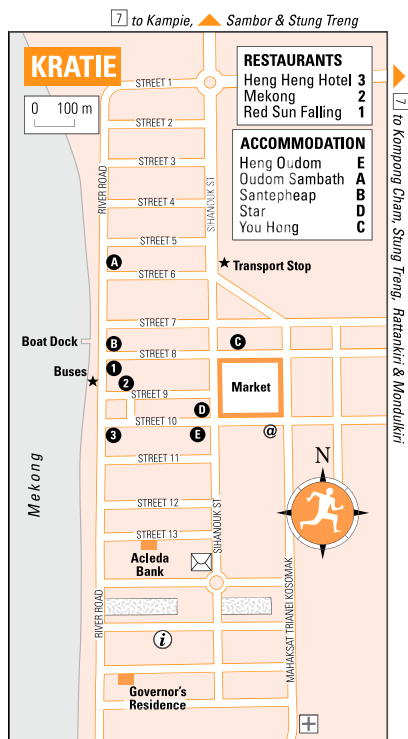 7 to Kampie, Sambor & Stung Treng
KRATIE
0 100 m
RESTAURANTS
Heng Heng Hotel 3
Mekong 2
Red Sun Falling 1
ACCOMMODATION
Heng Oudom E
Oudom Sambath A
Santepheap B
Star D
You Hong C
7 to Kompong Cham, Stung Treng, Rattankiri & Mondulkiri
STREET 1
STREET 2
STREET 3
RIVER ROAD
SIHANOUK ST
STREET 4
STREET 5
A
Transport Stop
STREET 6
STREET 7
Boat Dock
B
C
STREET 8
1
Buses
2
Market
STREET 9
D
STREET 10
3
E
@
STREET 11
N
Mekong
STREET 12
SIHANOUK ST
STREET 13
Acleda
Bank
MAHAKSAT TRIANEI KOSOMAK
RIVER ROAD
i
Governor's
Residence